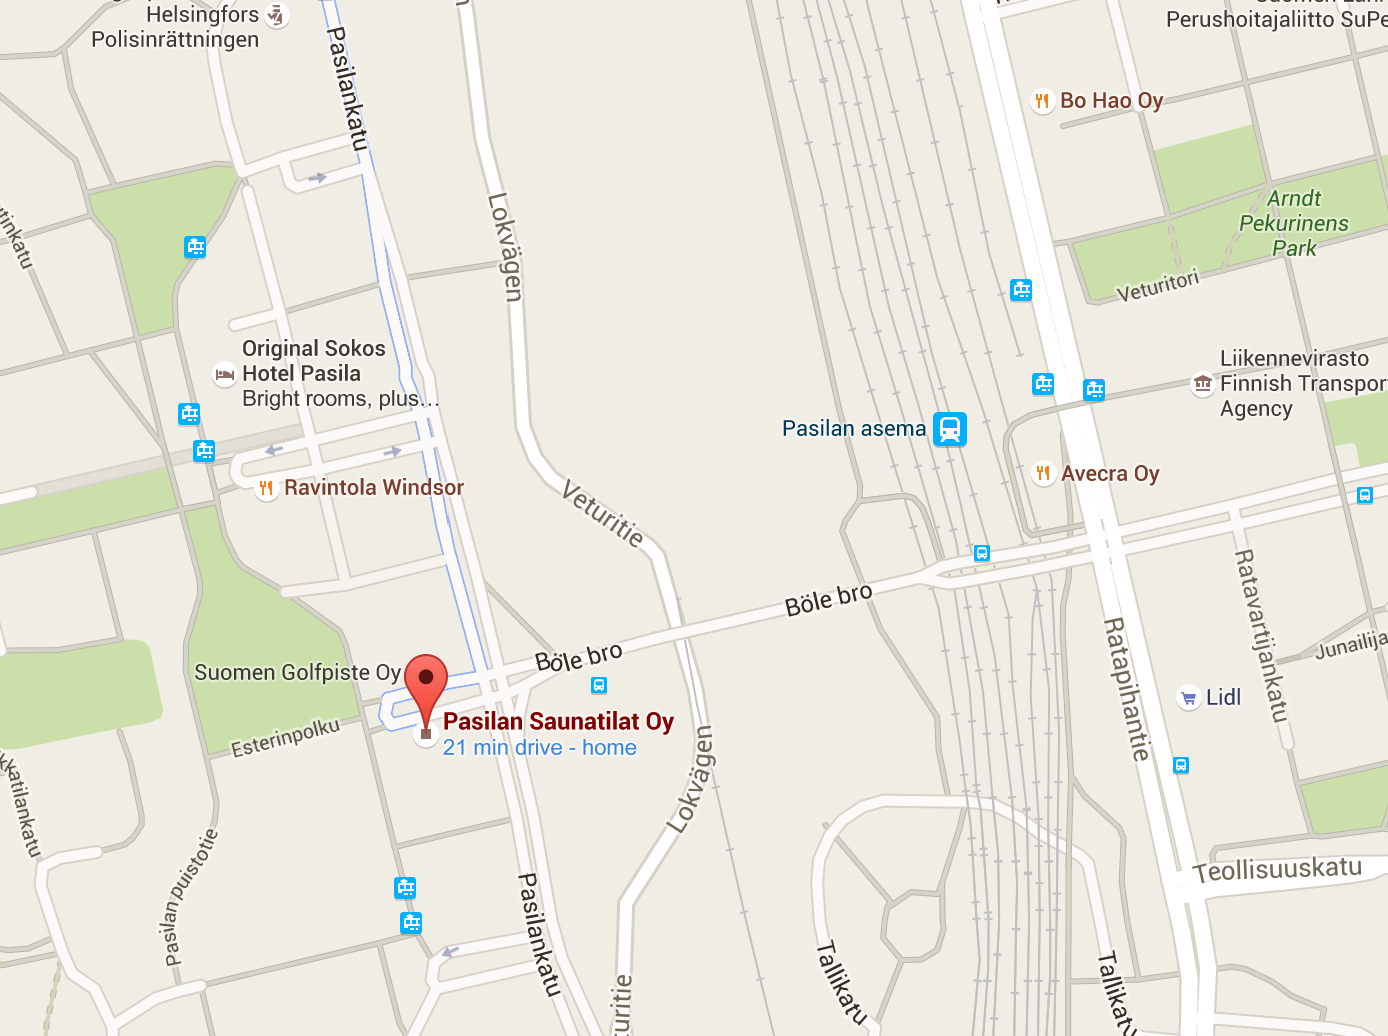 Helsingfors
Polisinrättningen
Pasilankatu
Perushoitajaliitto SuPe
Bo Hao Oy
Lokvägen
Arndt
Pekurinens
Park
Veturitori
Original Sokos
Hotel Pasila
Bright rooms, plus…
Liikennevirasto
Finnish Transpor
Agency
Pasilan asema
Avecra Oy
Ravintola Windsor
Veturitie
Böle bro
Ratavartijankatu
Junailija
Böle bro
Ratapihantie
Suomen Golfpiste Oy
Lidl
Pasilan Saunatilat Oy
21 min drive - home
Esterinpolku
Lokvägen
Pasilan puistotie
Teollisuuskatu
Pasilankatu
Tallikatu
Tallikatu